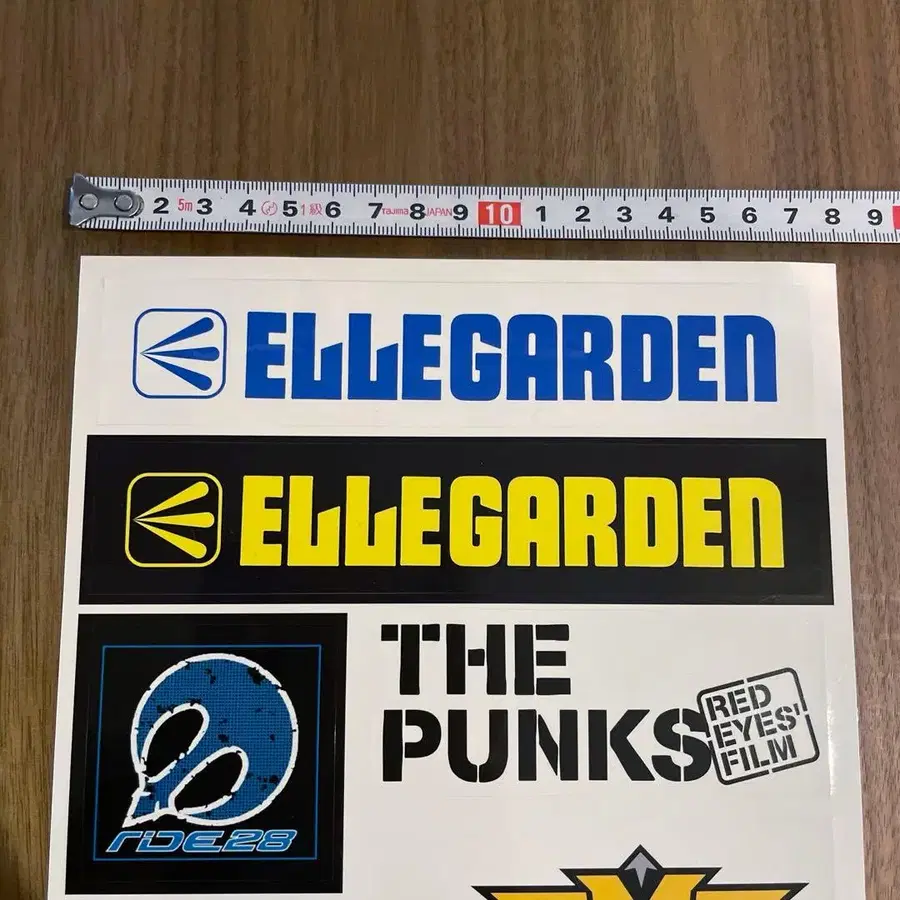 2 5m 3 4 5 1級 6 7 Tajima 8 JAPAN 9 10 1 2 3 4 5 6 7 8 9
ELLEGARDEN
ELLEGARDEN
THE
PUNKS
RED
EYES'
FILM
RIDE28